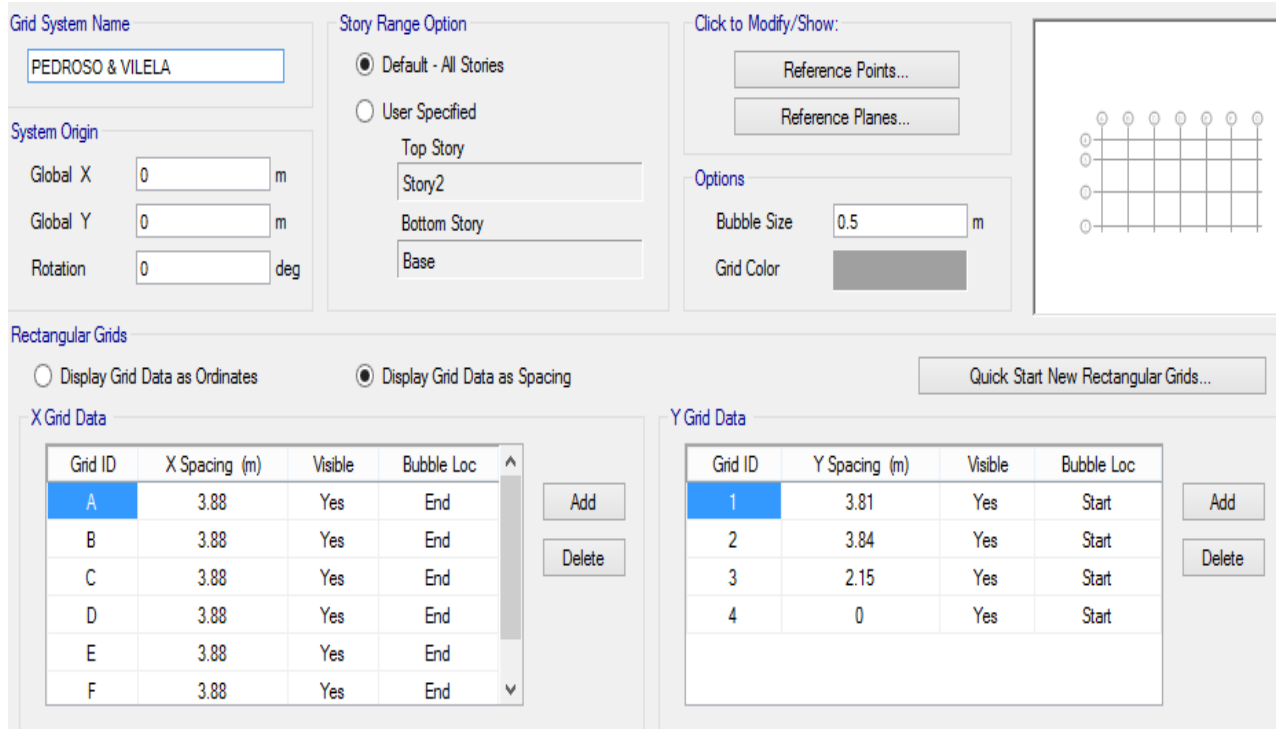 Grid System Name
PEDROSO & VILELA
System Origin
Global X 0 m
Global Y 0 m
Rotation 0 deg
Story Range Option
Default - All Stories
User Specified
Top Story
Story2
Bottom Story
Base
Click to Modify/Show:
Reference Points...
Reference Planes...
Options
Bubble Size 0.5 m
Grid Color
Rectangular Grids
Display Grid Data as Ordinates
Display Grid Data as Spacing
Quick Start New Rectangular Grids...
X Grid Data
Grid ID X Spacing (m) Visible Bubble Loc
A 3.88 Yes End
B 3.88 Yes End
C 3.88 Yes End
D 3.88 Yes End
E 3.88 Yes End
F 3.88 Yes End
Add
Delete
Y Grid Data
Grid ID Y Spacing (m) Visible Bubble Loc
1 3.81 Yes Start
2 3.84 Yes Start
3 2.15 Yes Start
4 0 Yes Start
Add
Delete